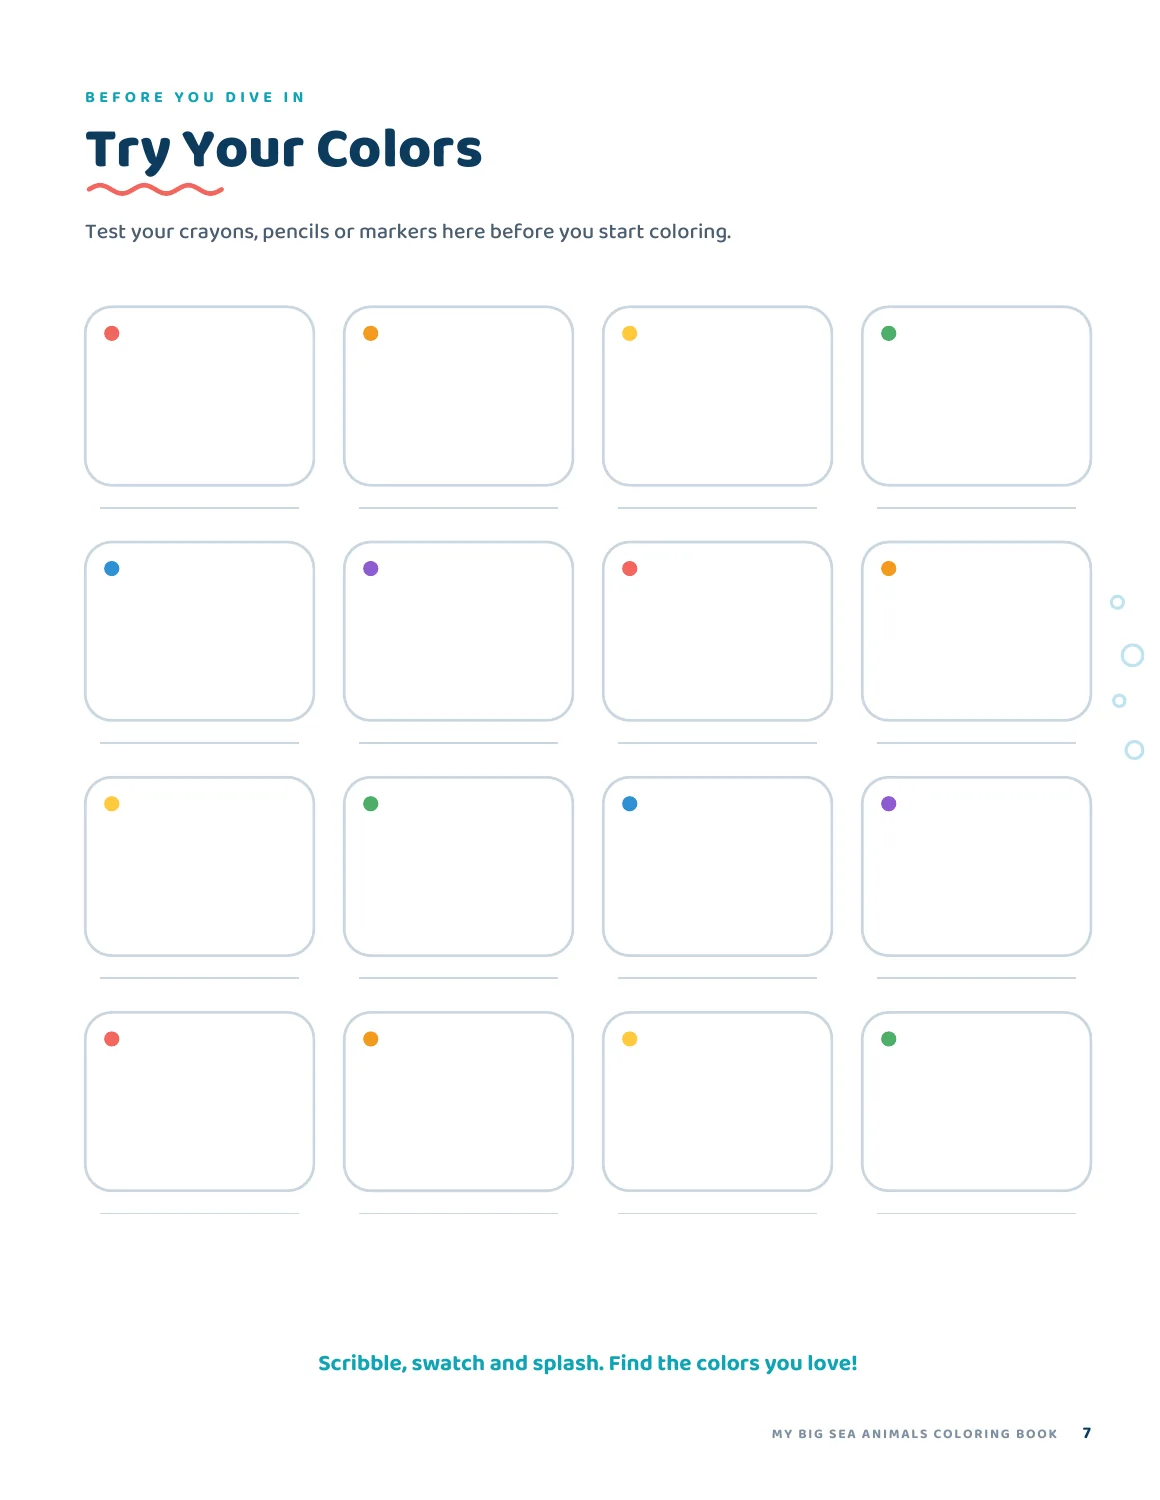 BEFORE YOU DIVE IN
Try Your Colors
Test your crayons, pencils or markers here before you start coloring.
Scribble, swatch and splash. Find the colors you love!
MY BIG SEA ANIMALS COLORING BOOK 7